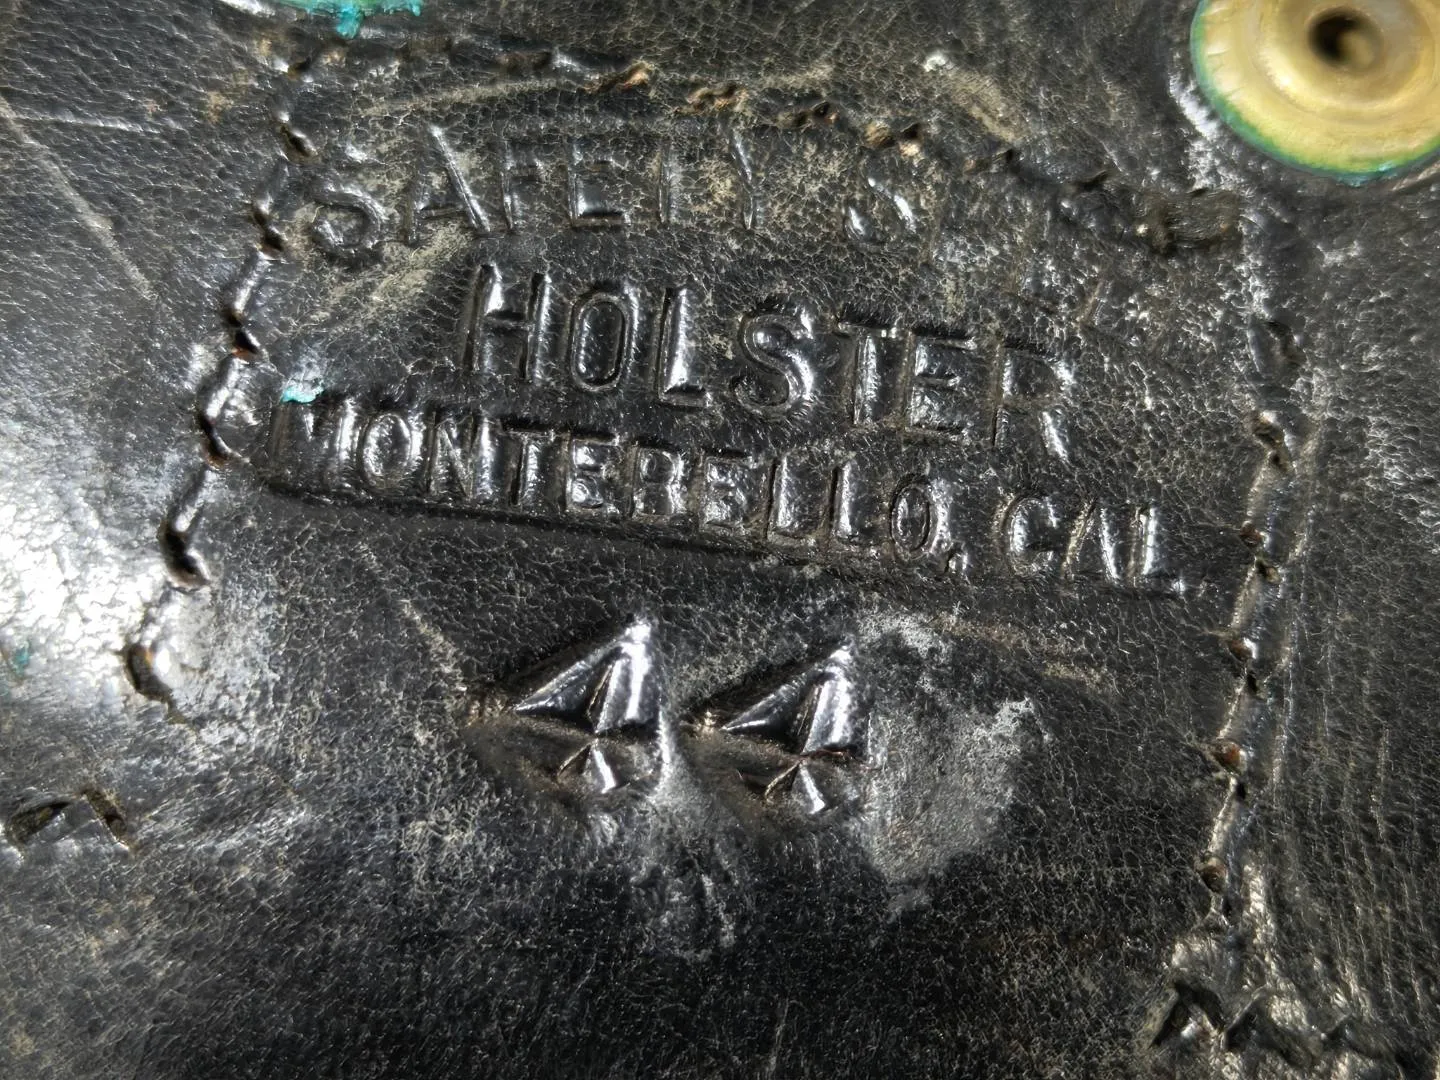 SAFETY
HOLSTER
MONTEBELLO, CAL.
44